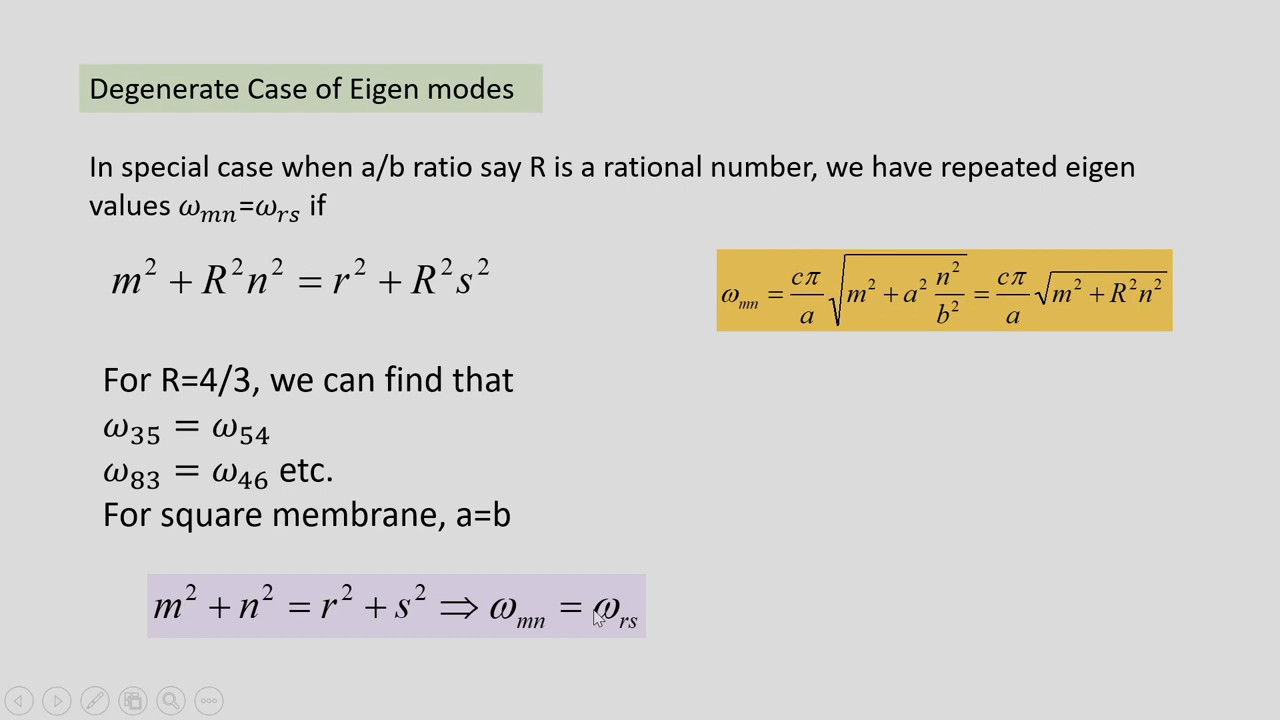 Degenerate Case of Eigen modes
In special case when a/b ratio say R is a rational number, we have repeated eigen
values ωₘₙ=ωᵣₛ if
m² + R²n² = r² + R²s²
ωₘₙ = cπ/a √(m² + a² n²/b²) = cπ/a √(m² + R²n²)
For R=4/3, we can find that
ω₃₅ = ω₅₄
ω₈₃ = ω₄₆ etc.
For square membrane, a=b
m² + n² = r² + s² ⇒ ωₘₙ = ωᵣₛ